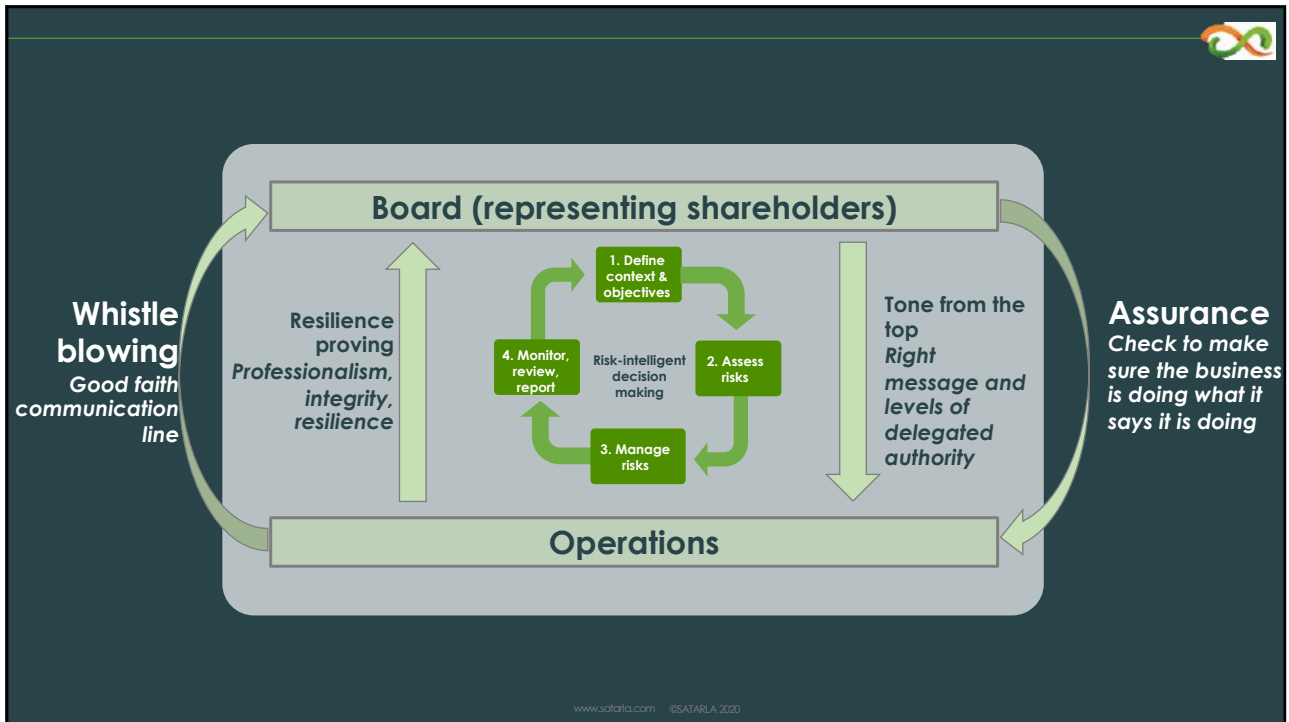 Board (representing shareholders)
Whistle
blowing
Good faith
communication
line
Resilience
proving
Professionalism,
integrity,
resilience
1. Define
context &
objectives
2. Assess
risks
3. Manage
risks
4. Monitor,
review,
report
Risk-intelligent
decision
making
Tone from the
top
Right
message and
levels of
delegated
authority
Assurance
Check to make
sure the business
is doing what it
says it is doing
Operations
www.satarla.com ©SATARLA 2020